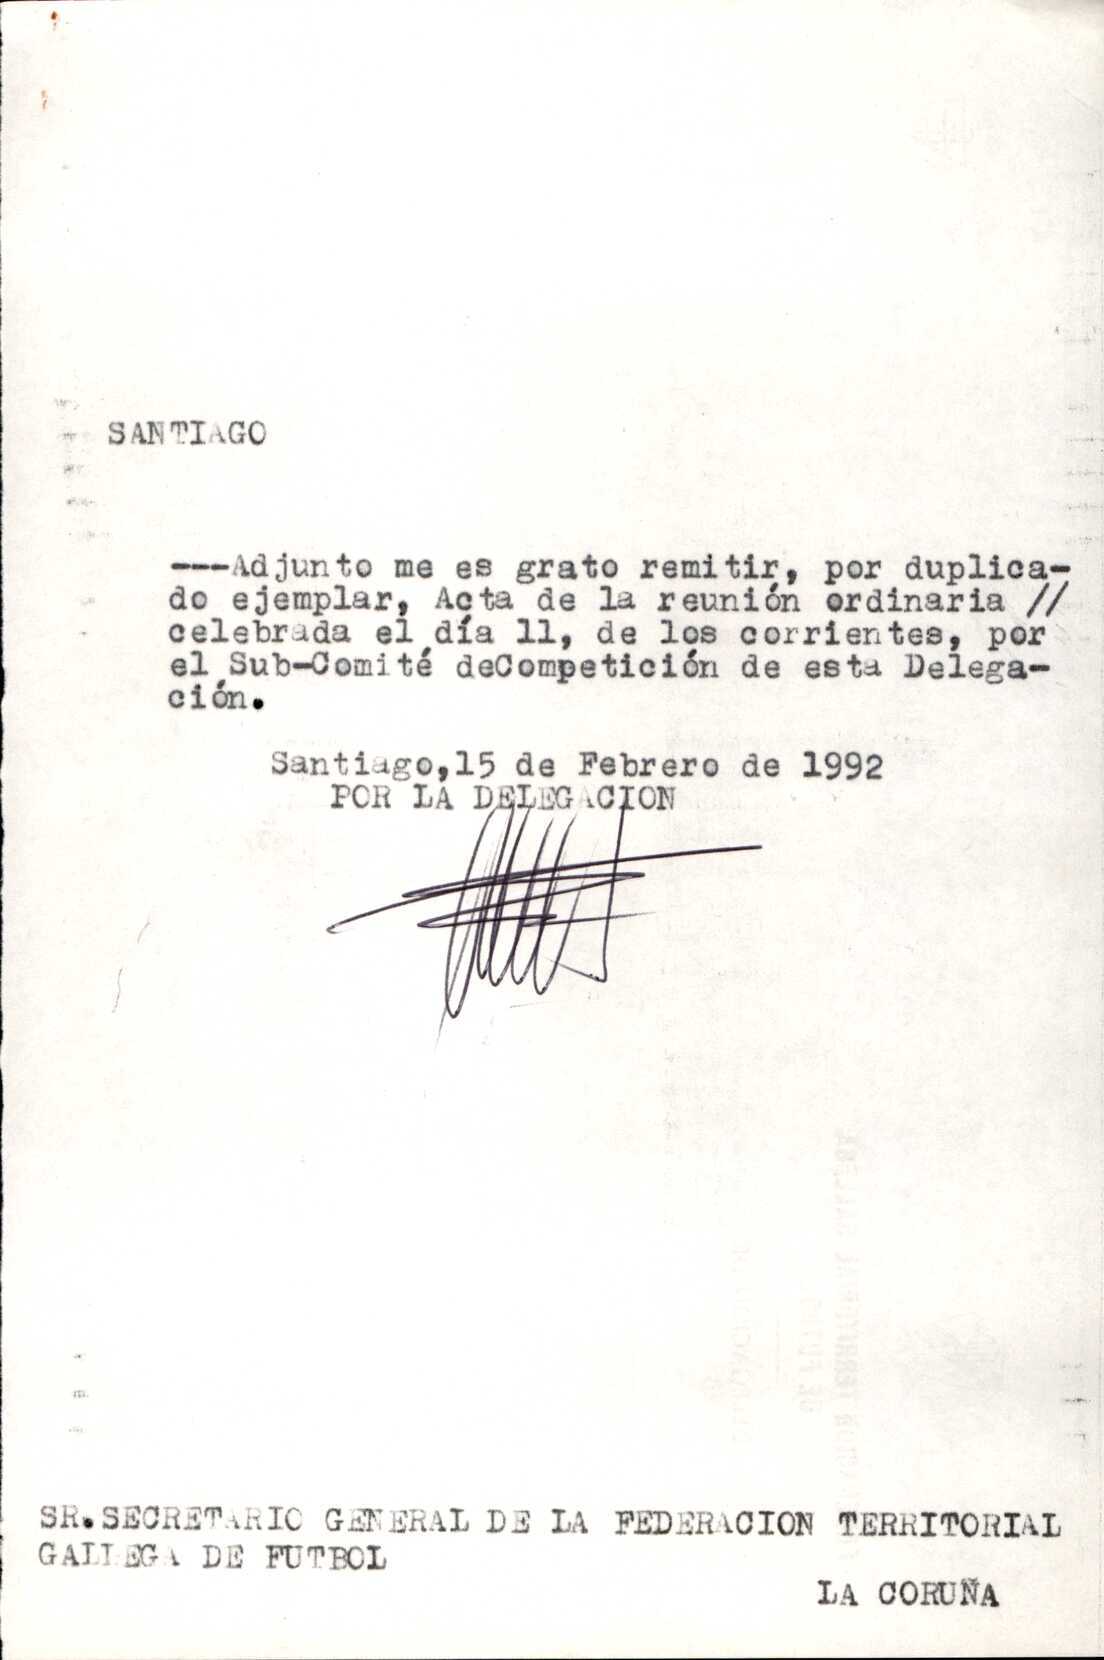 SANTIAGO
---Adjunto me es grato remitir, por duplica-
do ejemplar, Acta de la reunión ordinaria //
celebrada el día 11, de los corrientes, por
el Sub-Comité deCompetición de esta Delega-
ción.
Santiago,15 de Febrero de 1992
POR LA DELEGACION
SR.SECRETARIO GENERAL DE LA FEDERACION TERRITORIAL
GALLEGA DE FUTBOL
LA CORUÑA